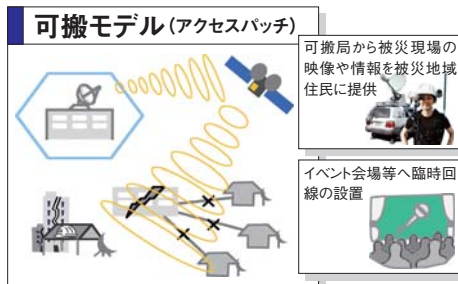 可搬モデル(アクセスパッチ)
可搬局から被災現場の
映像や情報を被災地域
住民に提供
イベント会場等へ臨時回
線の設置